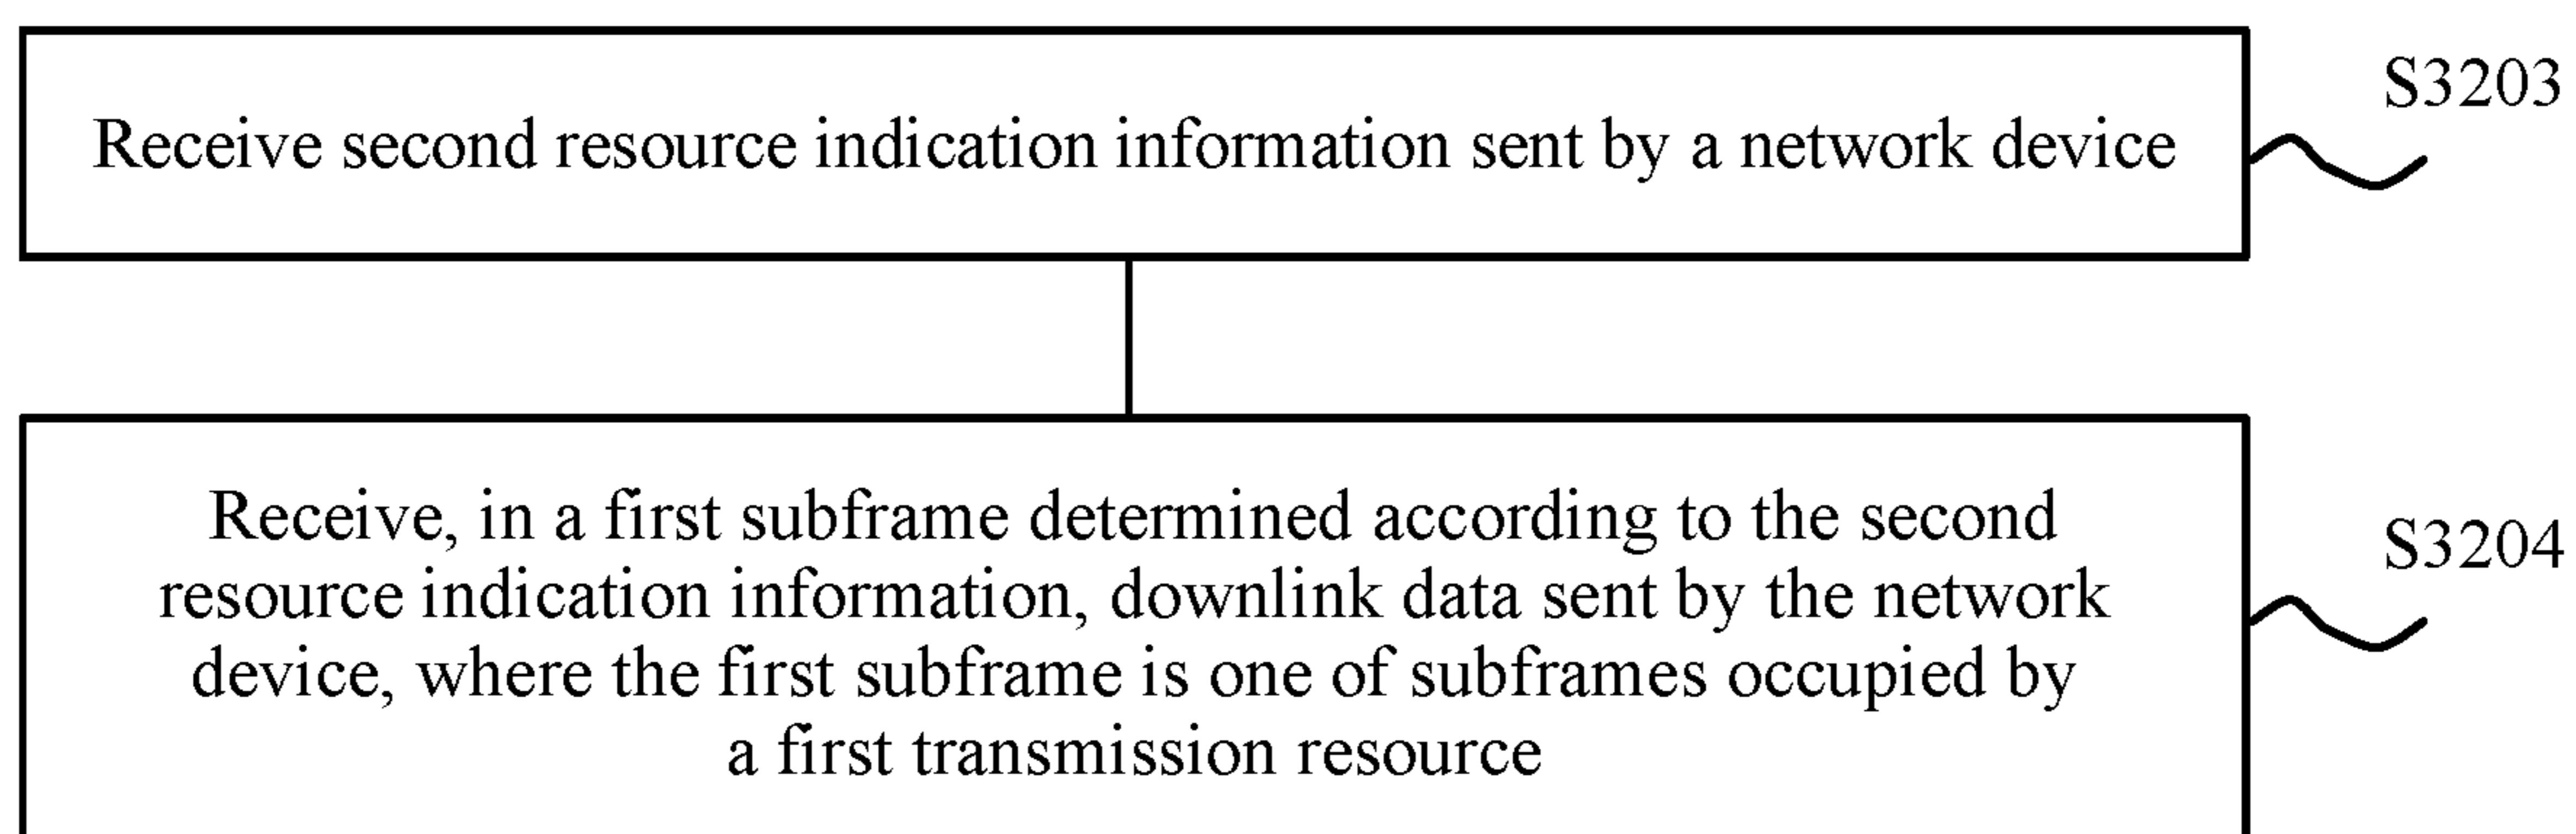 Receive second resource indication information sent by a network device
S3203
Receive, in a first subframe determined according to the second
resource indication information, downlink data sent by the network
device, where the first subframe is one of subframes occupied by
a first transmission resource
S3204